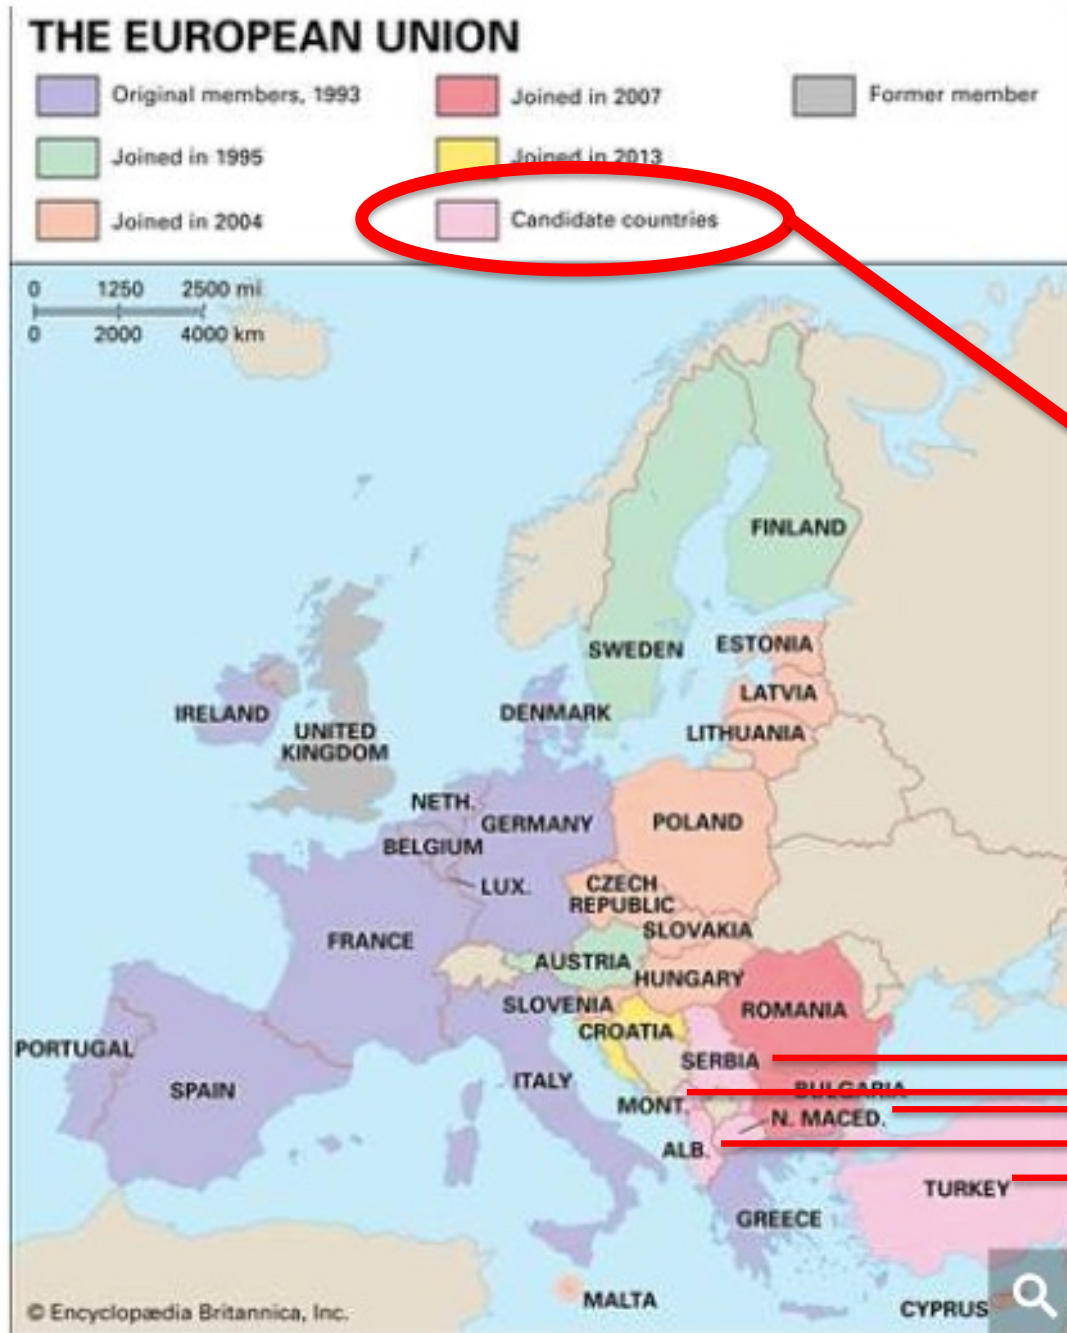 THE EUROPEAN UNION
Original members, 1993
Joined in 2007
Former member
Joined in 1995
Joined in 2013
Joined in 2004
Candidate countries
0 1250 2500 mi
0 2000 4000 km
FINLAND
SWEDEN
ESTONIA
LATVIA
IRELAND
DENMARK
LITHUANIA
UNITED
KINGDOM
NETH.
GERMANY
POLAND
BELGIUM
LUX.
CZECH
REPUBLIC
SLOVAKIA
FRANCE
AUSTRIA
HUNGARY
SLOVENIA
ROMANIA
CROATIA
PORTUGAL
SERBIA
SPAIN
ITALY
BULGARIA
MONT.
N. MACED.
ALB.
TURKEY
GREECE
MALTA
CYPRUS
© Encyclopædia Britannica, Inc.